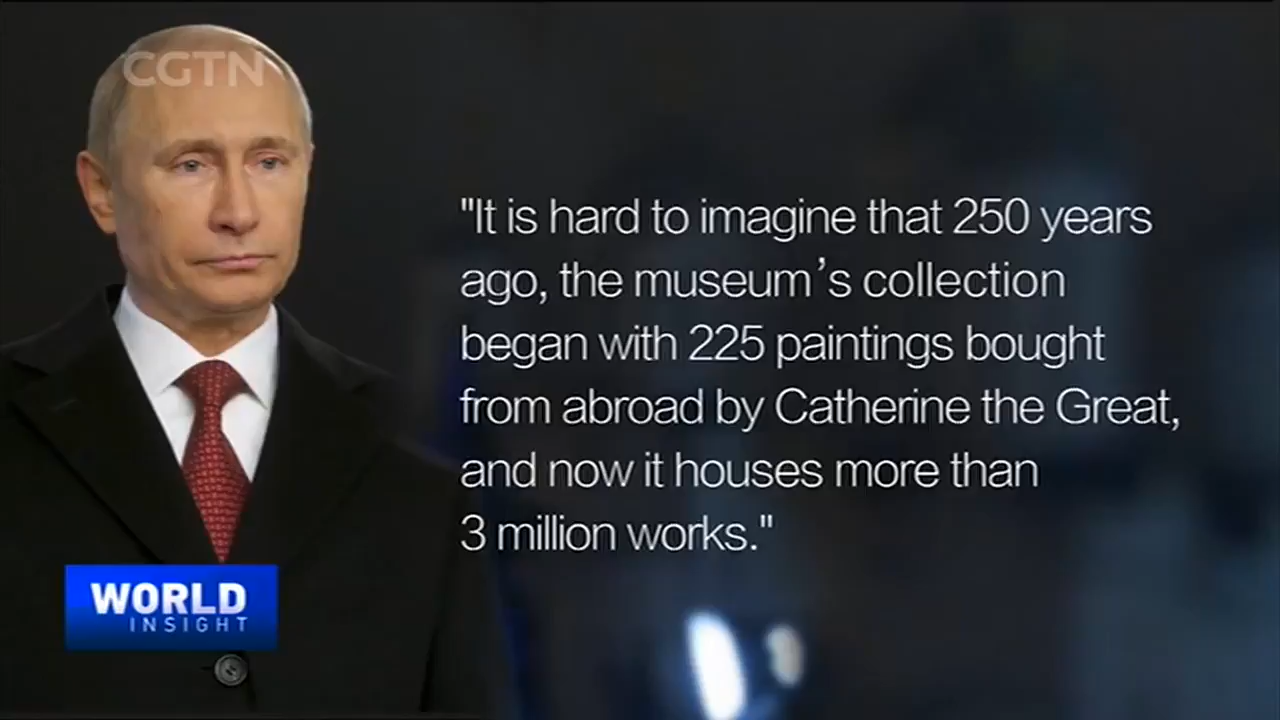 CGTN
"It is hard to imagine that 250 years
ago, the museum’s collection
began with 225 paintings bought
from abroad by Catherine the Great,
and now it houses more than
3 million works."
WORLD
INSIGHT